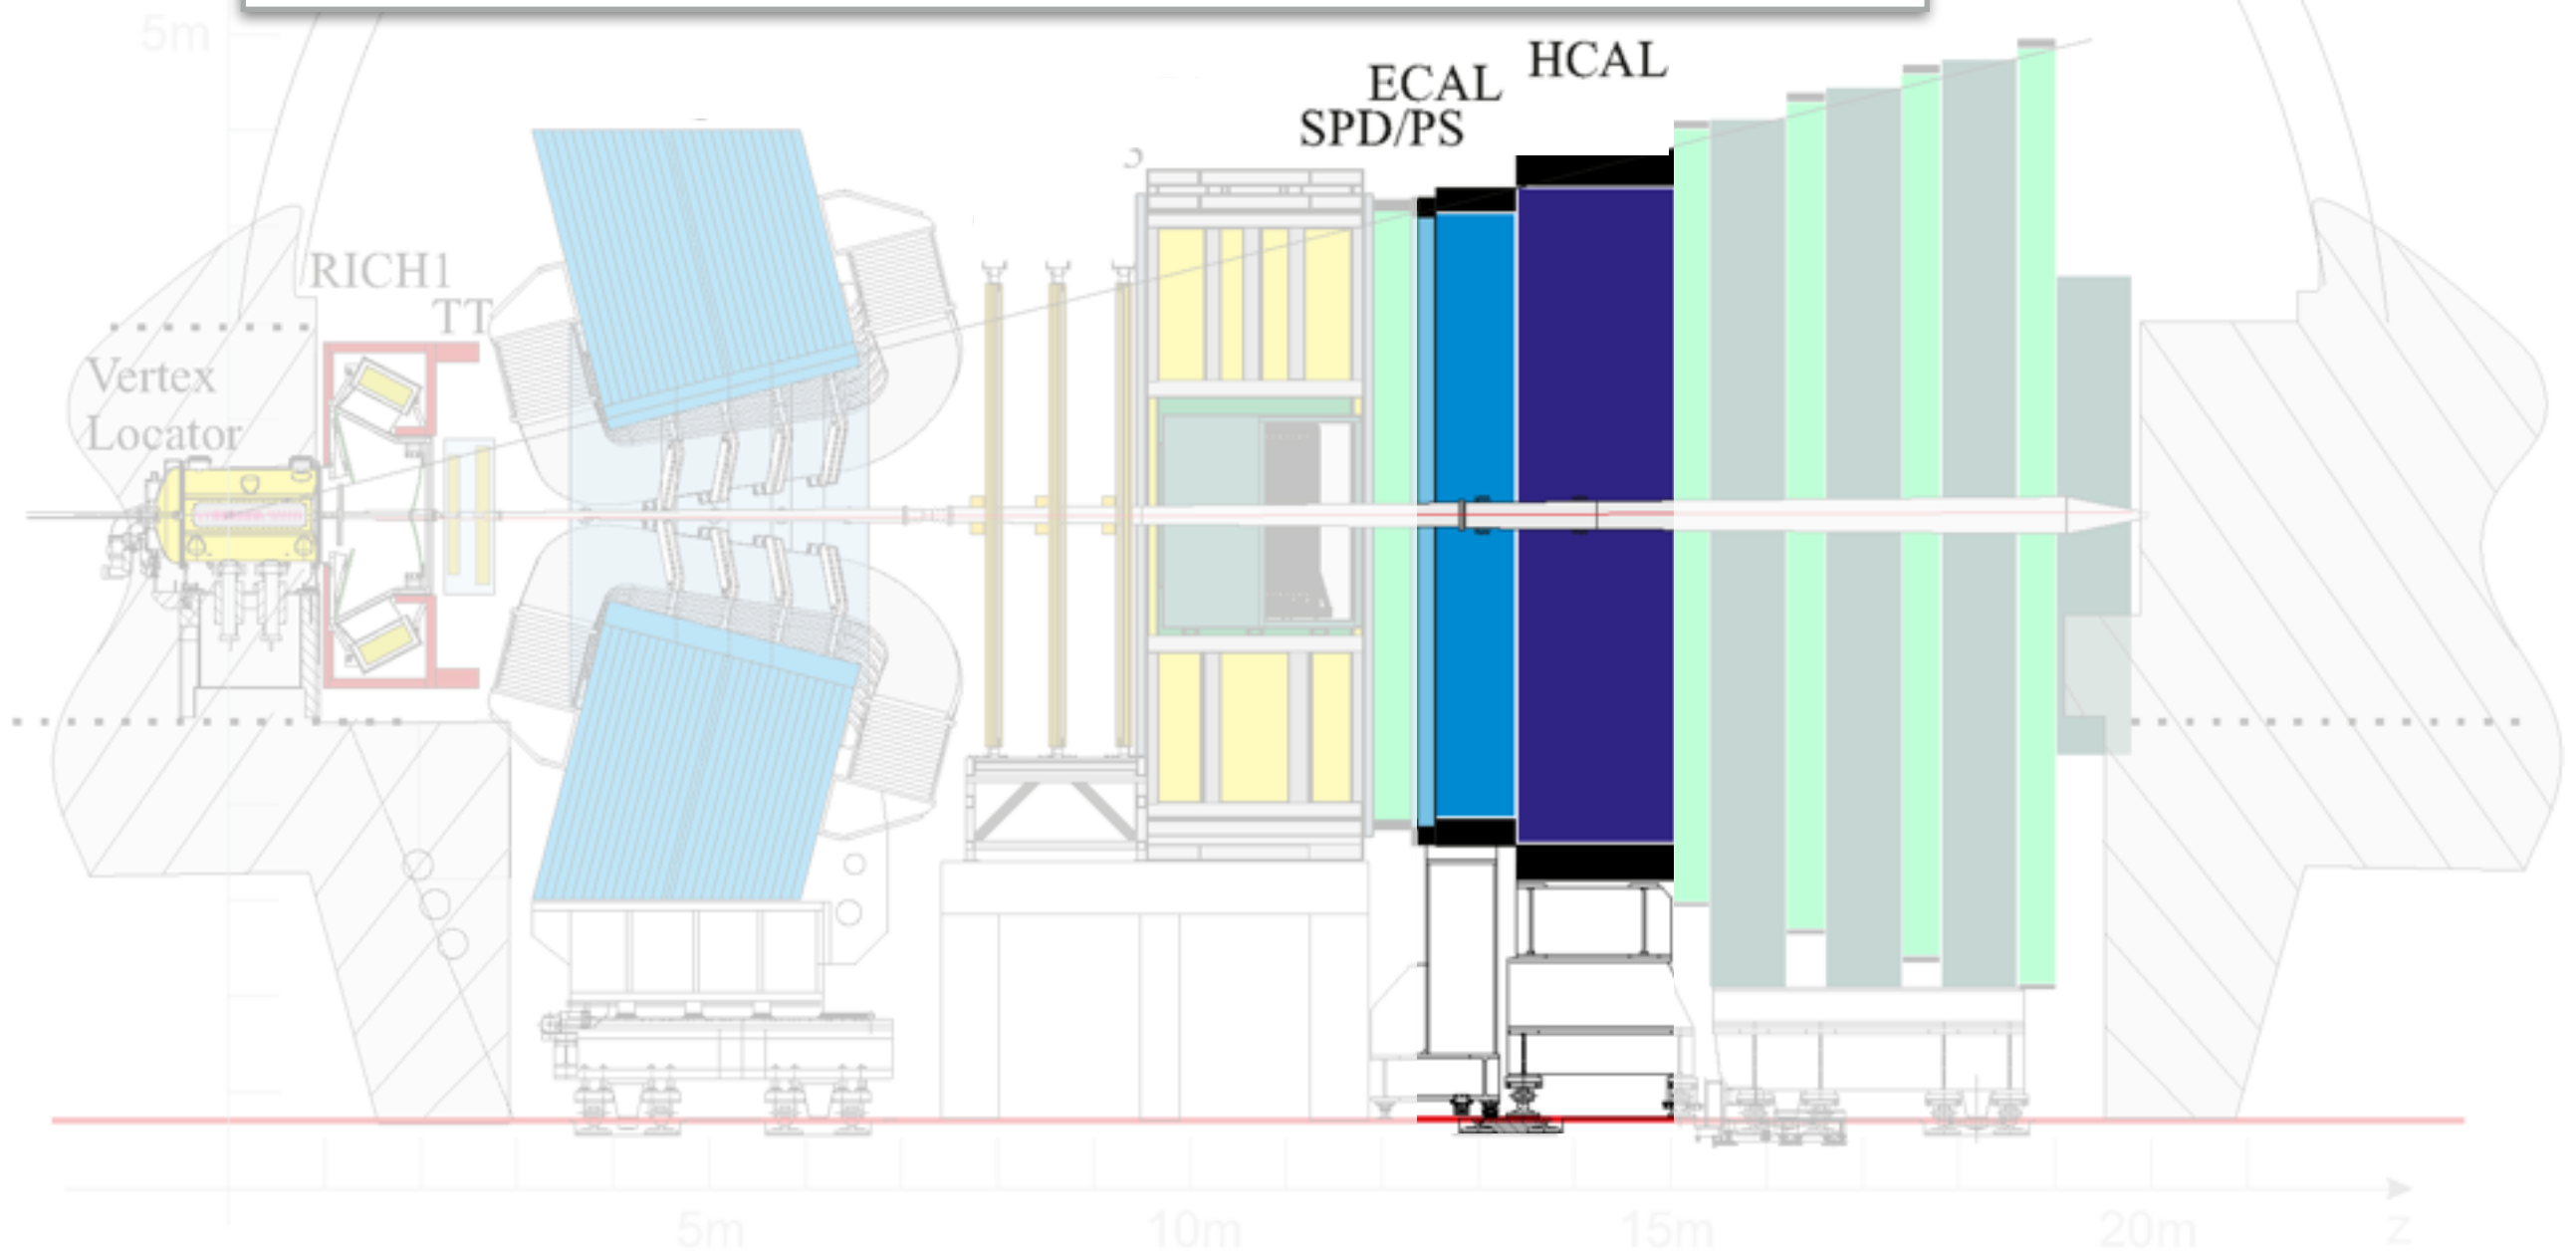 5m
HCAL
ECAL
SPD/PS
RICH1
TT
Vertex
Locator
5m
10m
15m
20m
z